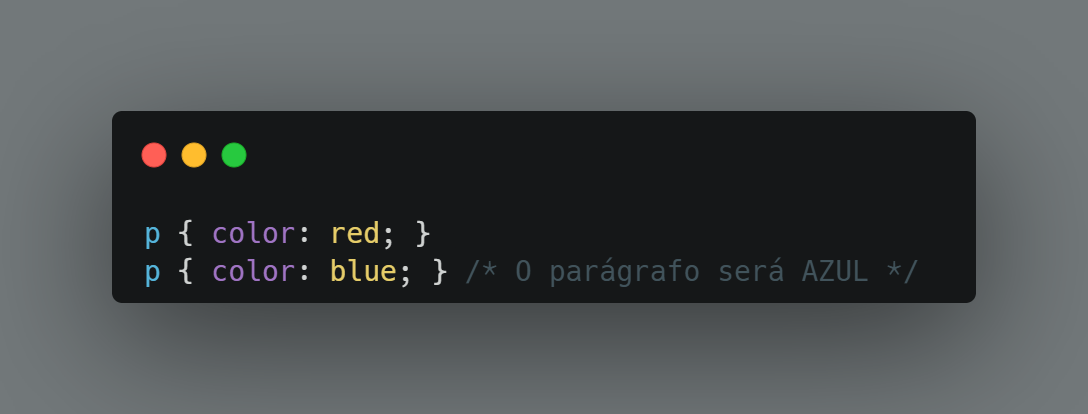 p { color: red; }
p { color: blue; } /* O parágrafo será AZUL */